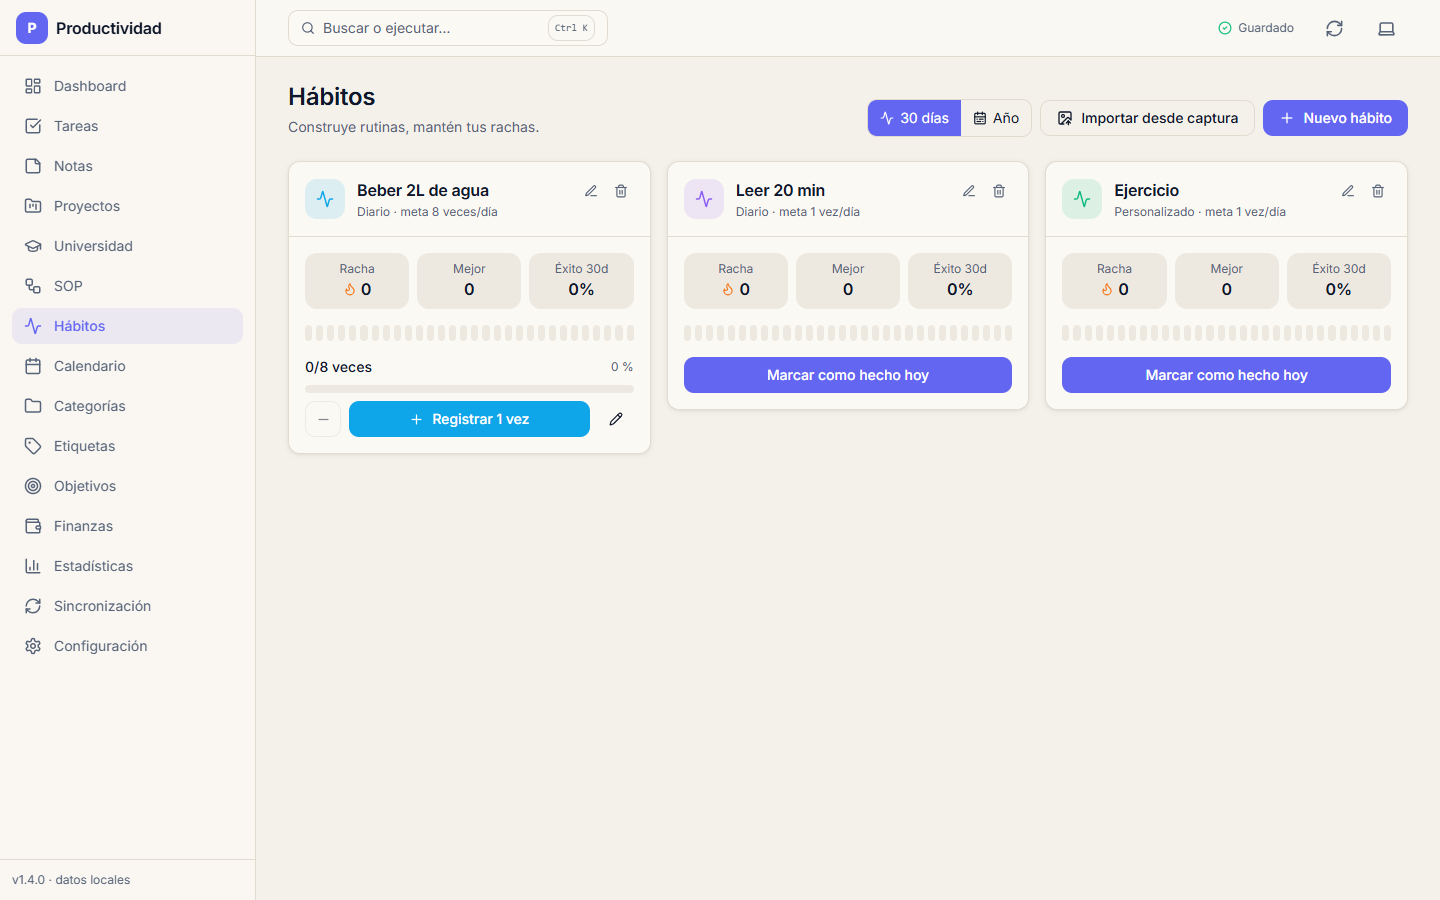 P Productividad
Buscar o ejecutar...
Ctrl K
Guardado
Dashboard
Tareas
Notas
Proyectos
Universidad
SOP
Hábitos
Calendario
Categorías
Etiquetas
Objetivos
Finanzas
Estadísticas
Sincronización
Configuración
v1.4.0 · datos locales
Hábitos
Construye rutinas, mantén tus rachas.
30 días
Año
Importar desde captura
Nuevo hábito
Beber 2L de agua
Diario · meta 8 veces/día
Racha
0
Mejor
0
Éxito 30d
0%
0/8 veces
0 %
Registrar 1 vez
Leer 20 min
Diario · meta 1 vez/día
Racha
0
Mejor
0
Éxito 30d
0%
Marcar como hecho hoy
Ejercicio
Personalizado · meta 1 vez/día
Racha
0
Mejor
0
Éxito 30d
0%
Marcar como hecho hoy